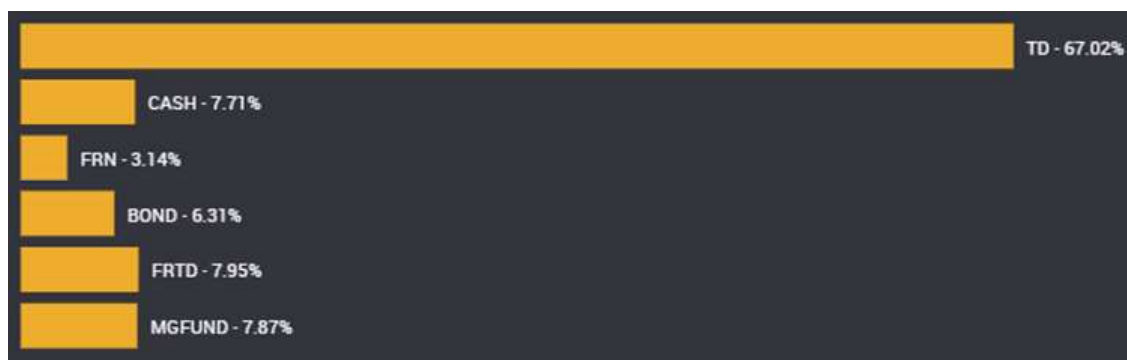 TD - 67.02%
CASH - 7.71%
FRN - 3.14%
BOND - 6.31%
FRTD - 7.95%
MGFUND - 7.87%